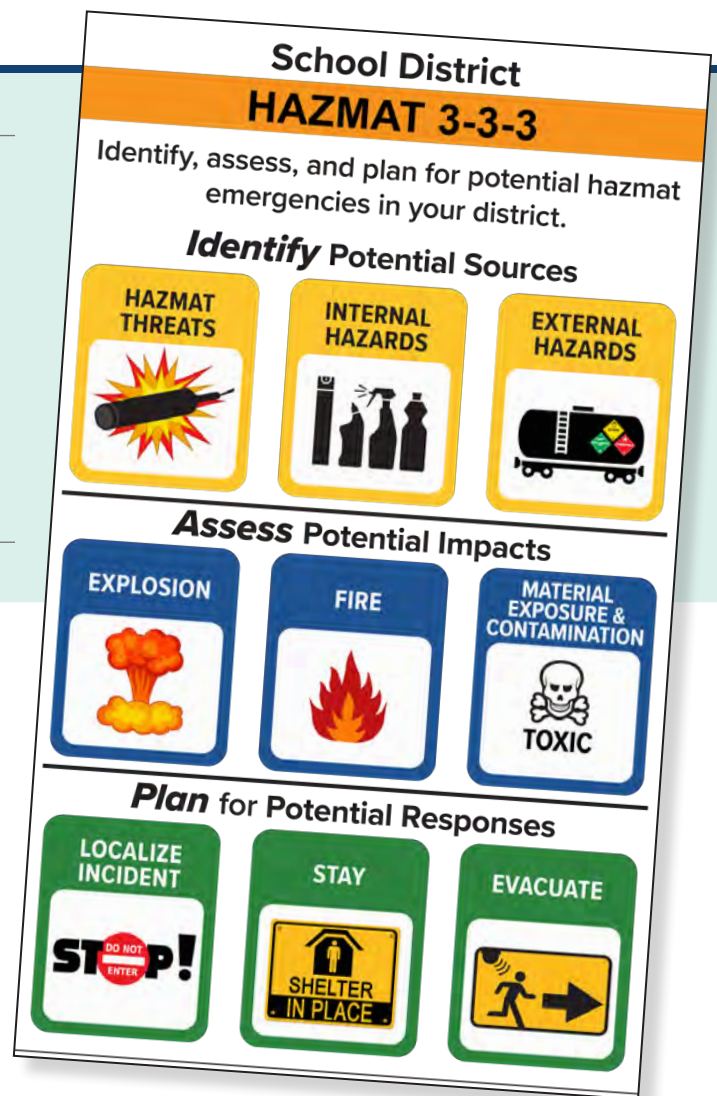 School District
HAZMAT 3-3-3
Identify, assess, and plan for potential hazmat
emergencies in your district.
Identify Potential Sources
HAZMAT
THREATS
INTERNAL
HAZARDS
EXTERNAL
HAZARDS
Assess Potential Impacts
EXPLOSION
FIRE
MATERIAL
EXPOSURE &
CONTAMINATION
TOXIC
Plan for Potential Responses
LOCALIZE
INCIDENT
STOP!
DO NOT
ENTER
STAY
SHELTER
IN PLACE
EVACUATE